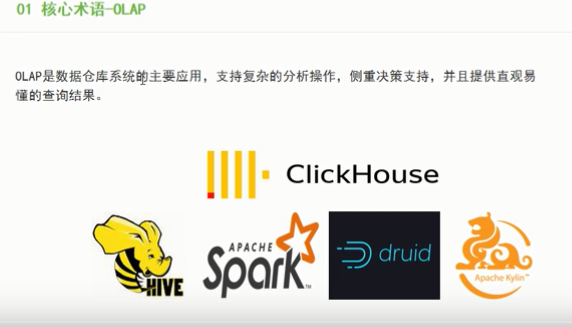 01 核心术语-OLAP
OLAP是数据仓库系统的主要应用，支持复杂的分析操作，侧重决策支持，并且提供直观易
懂的查询结果。
ClickHouse
HIVE
APACHE
Spark™
druid
Apache Kylin™